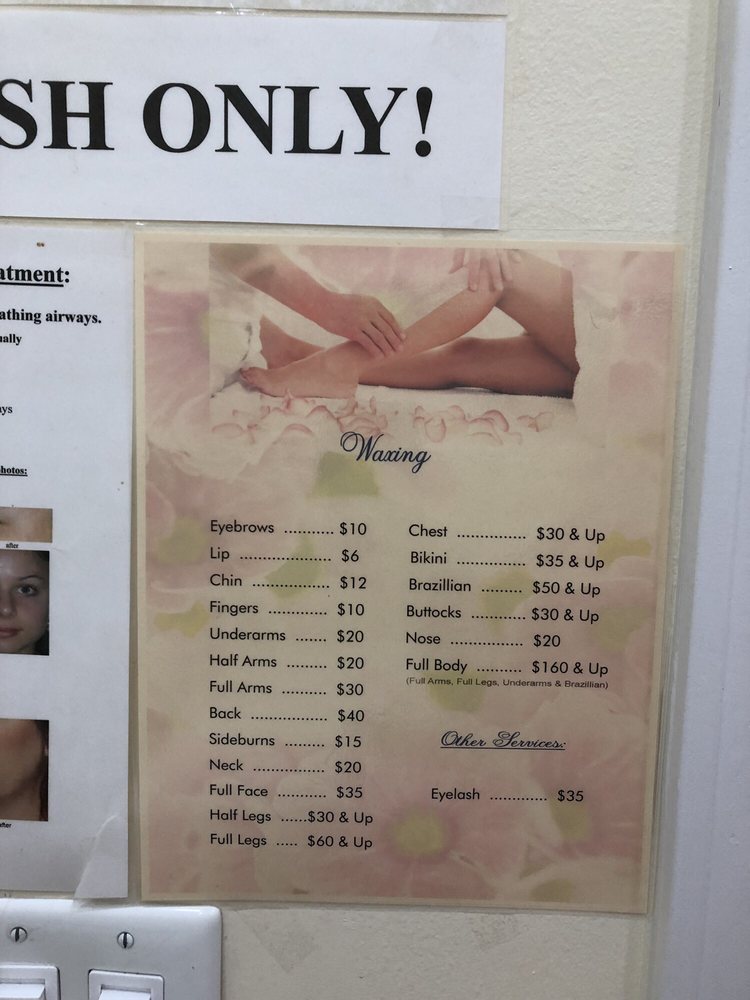 SH ONLY!
atment:
athing airways.
ually
ays
hotos:
after
after
Waxing
Eyebrows ........... $10
Lip .................... $6
Chin ................. $12
Fingers ............. $10
Underarms ....... $20
Half Arms ......... $20
Full Arms .......... $30
Back ................. $40
Sideburns ......... $15
Neck ................ $20
Full Face ........... $35
Half Legs ......$30 & Up
Full Legs ..... $60 & Up
Chest ............... $30 & Up
Bikini ............... $35 & Up
Brazillian ......... $50 & Up
Buttocks ........... $30 & Up
Nose ................ $20
Full Body .......... $160 & Up
(Full Arms, Full Legs, Underarms & Brazillian)
Other Services:
Eyelash ............. $35